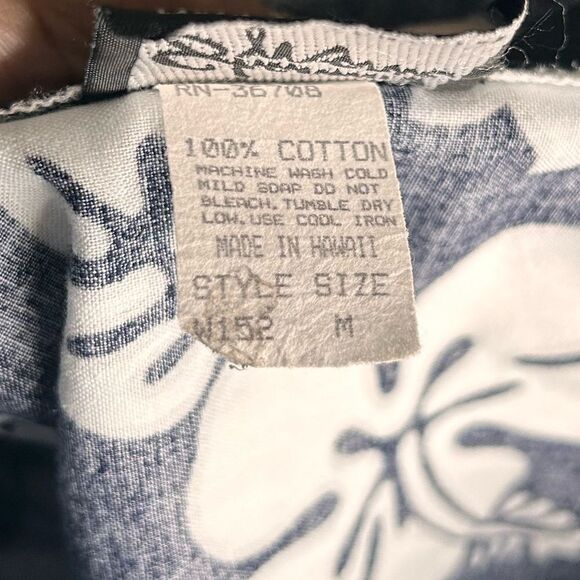 RN-36708
100% COTTON
MACHINE WASH COLD
MILD SOAP DO NOT
BLEACH.TUMBLE DRY
LOW.USE COOL IRON
MADE IN HAWAII
STYLE SIZE
W152 M